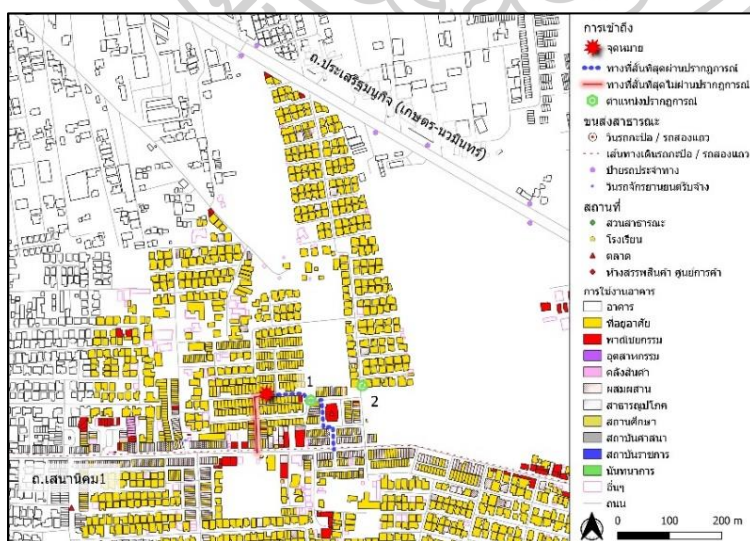 ถ.ประเสริฐมนูกิจ (เกษตร-นวมินทร์)
1
2
ถ.เสนานิคม1
การเข้าถึง
จุดหมาย
ทางที่สั้นที่สุดผ่านปรากฏการณ์
ทางที่สั้นที่สุดไม่ผ่านปรากฏการณ์
ตำแหน่งปรากฏการณ์
ขนส่งสาธารณะ
วินรถกะป๊อ / รถสองแถว
เส้นทางเดินรถกะป๊อ / รถสองแถว
ป้ายรถประจำทาง
วินรถจักรยานยนต์รับจ้าง
สถานที่
สวนสาธารณะ
โรงเรียน
ตลาด
ห้างสรรพสินค้า ศูนย์การค้า
การใช้งานอาคาร
อาคาร
ที่อยู่อาศัย
พาณิชยกรรม
อุตสาหกรรม
คลังสินค้า
ผสมผสาน
สาธารณูปโภค
สถานศึกษา
สถาบันศาสนา
สถาบันราชการ
นันทนาการ
อื่นๆ
ถนน
0 100 200 m